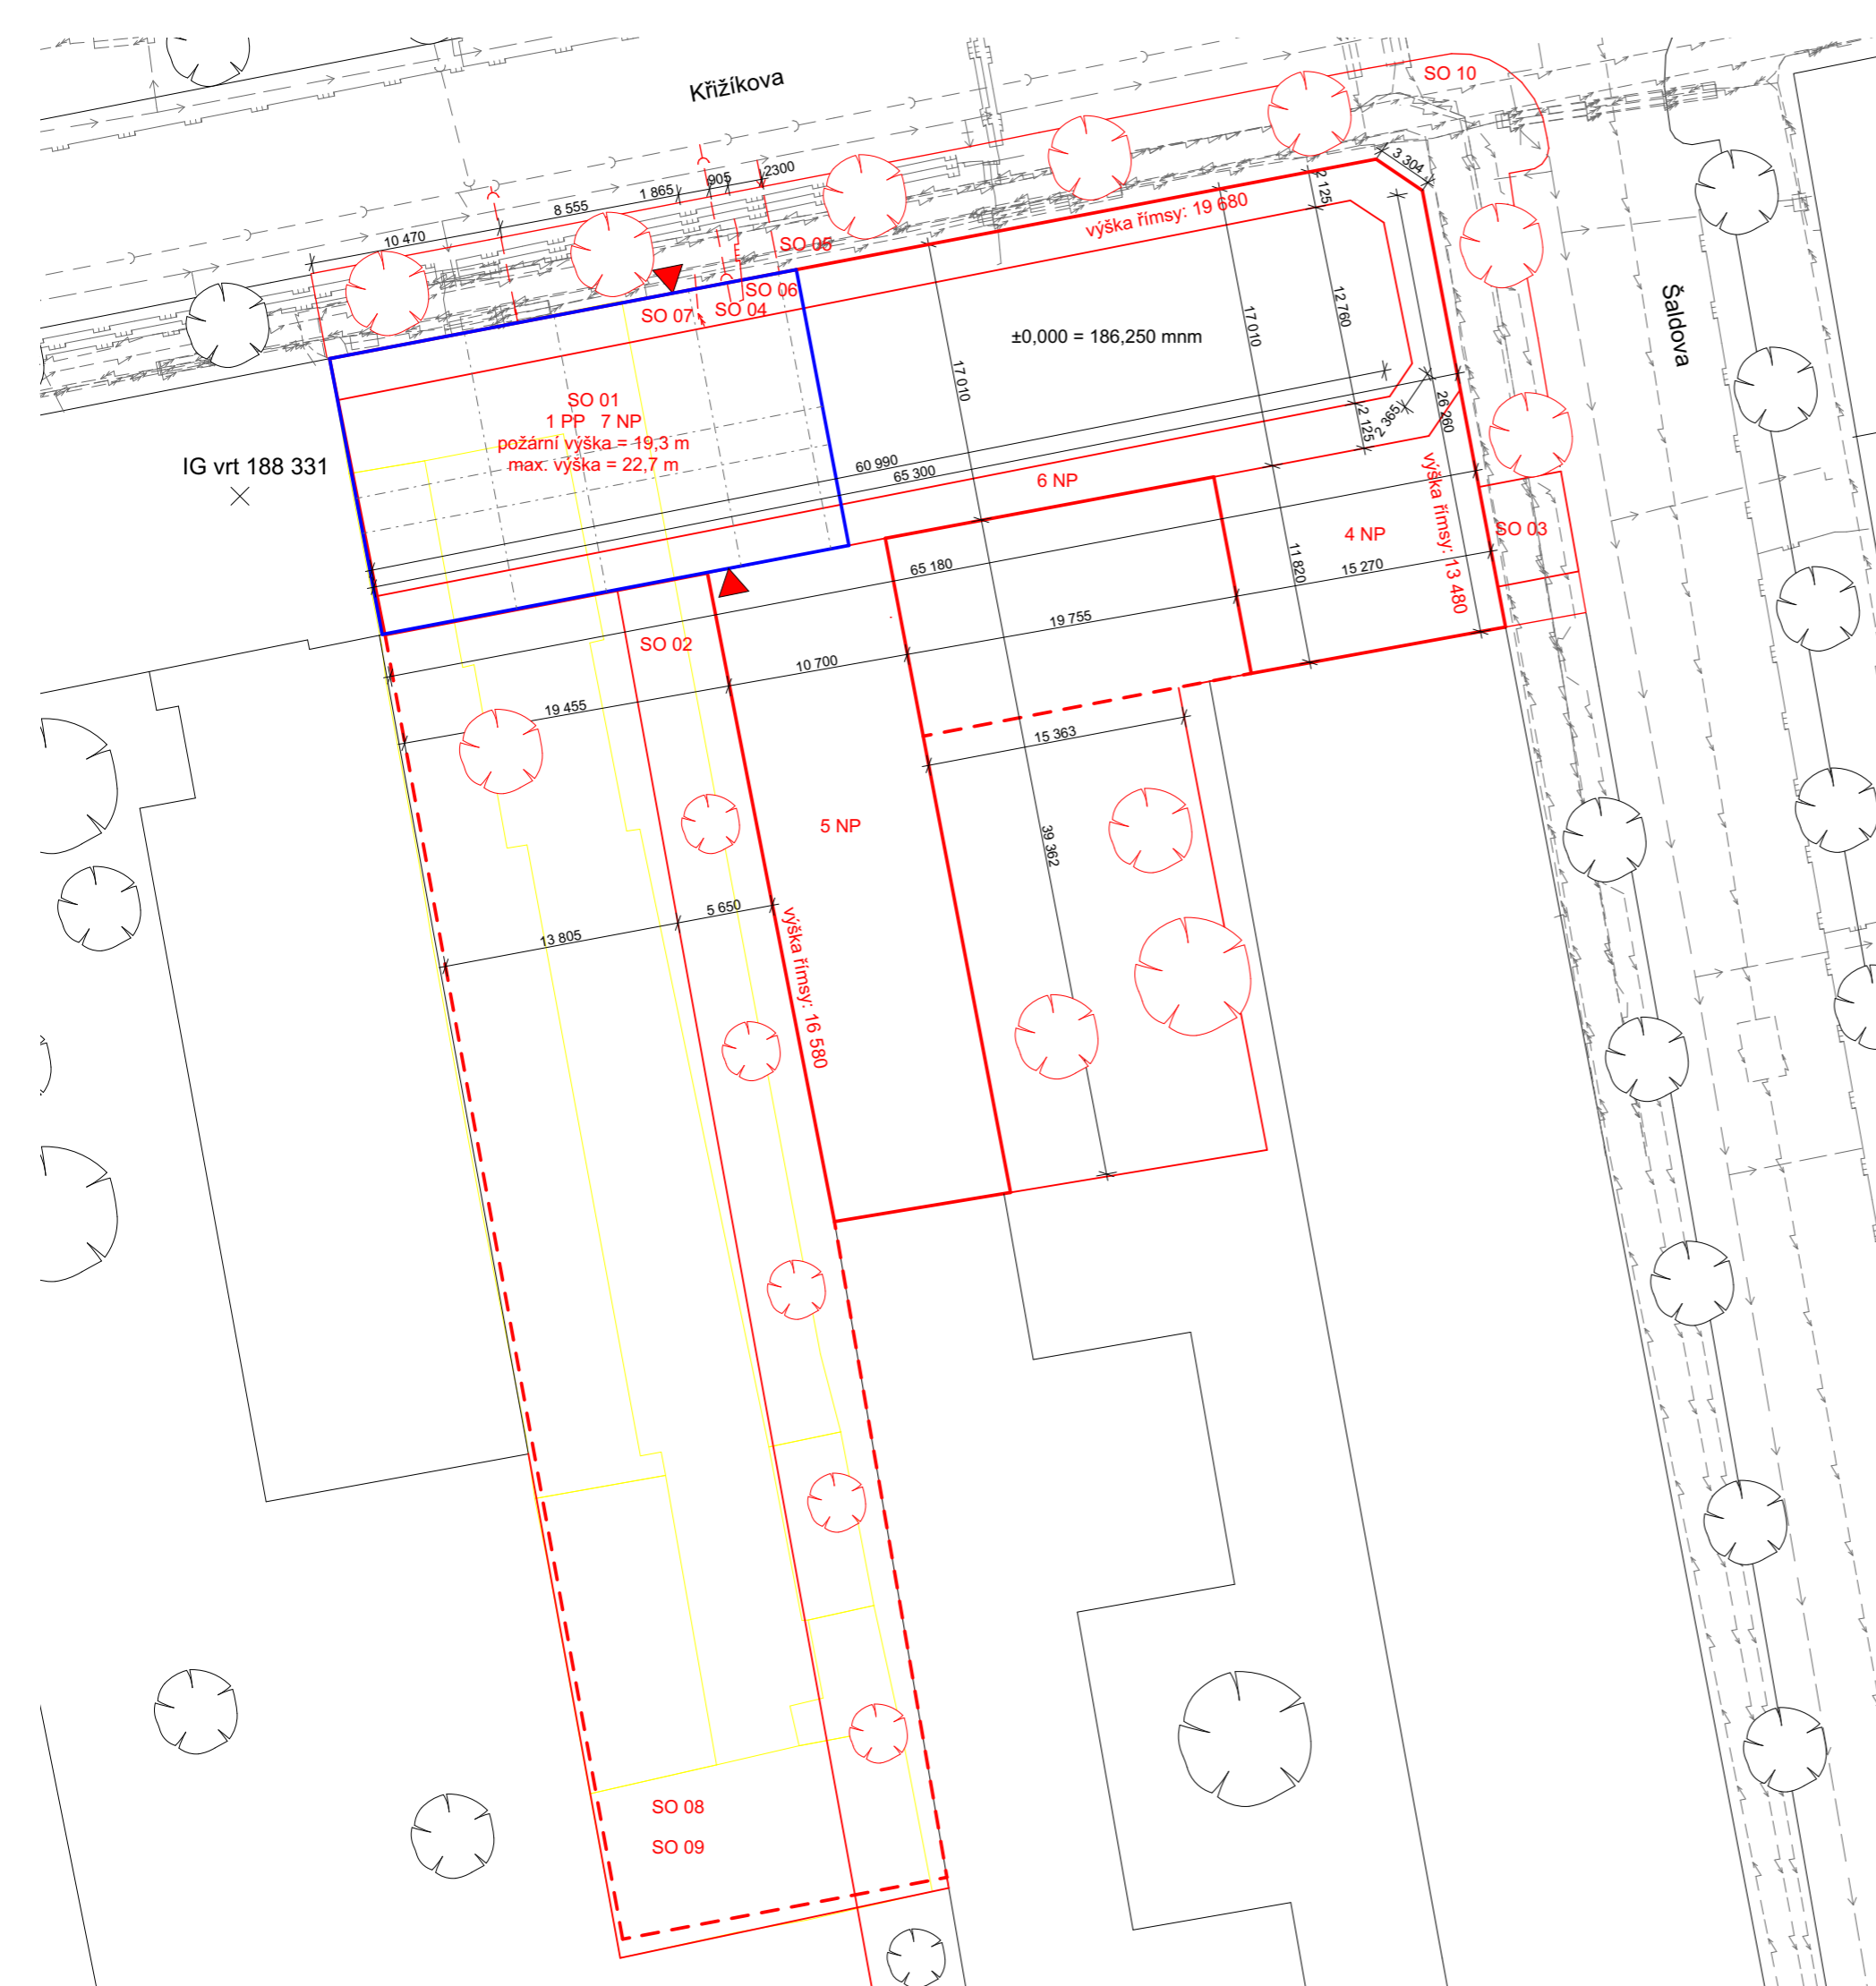 Křižíkova
SO 10
3 304
2300
905
1 865
8 555
10 470
2 125
výška římsy: 19 680
SO 05
SO 06
SO 04
SO 07
Šaldova
12 760
17 010
±0,000 = 186,250 mnm
17 010
SO 01
1 PP   7 NP
požární výška = 19,3 m
max. výška = 22,7 m
IG vrt 188 331
26 260
2 365
2 125
60 990
65 300
6 NP
výška římsy: 13 480
4 NP
SO 03
11 820
15 270
65 180
19 755
SO 02
10 700
19 455
15 363
5 NP
39 362
5 650
13 805
výška římsy: 16 580
SO 08
SO 09